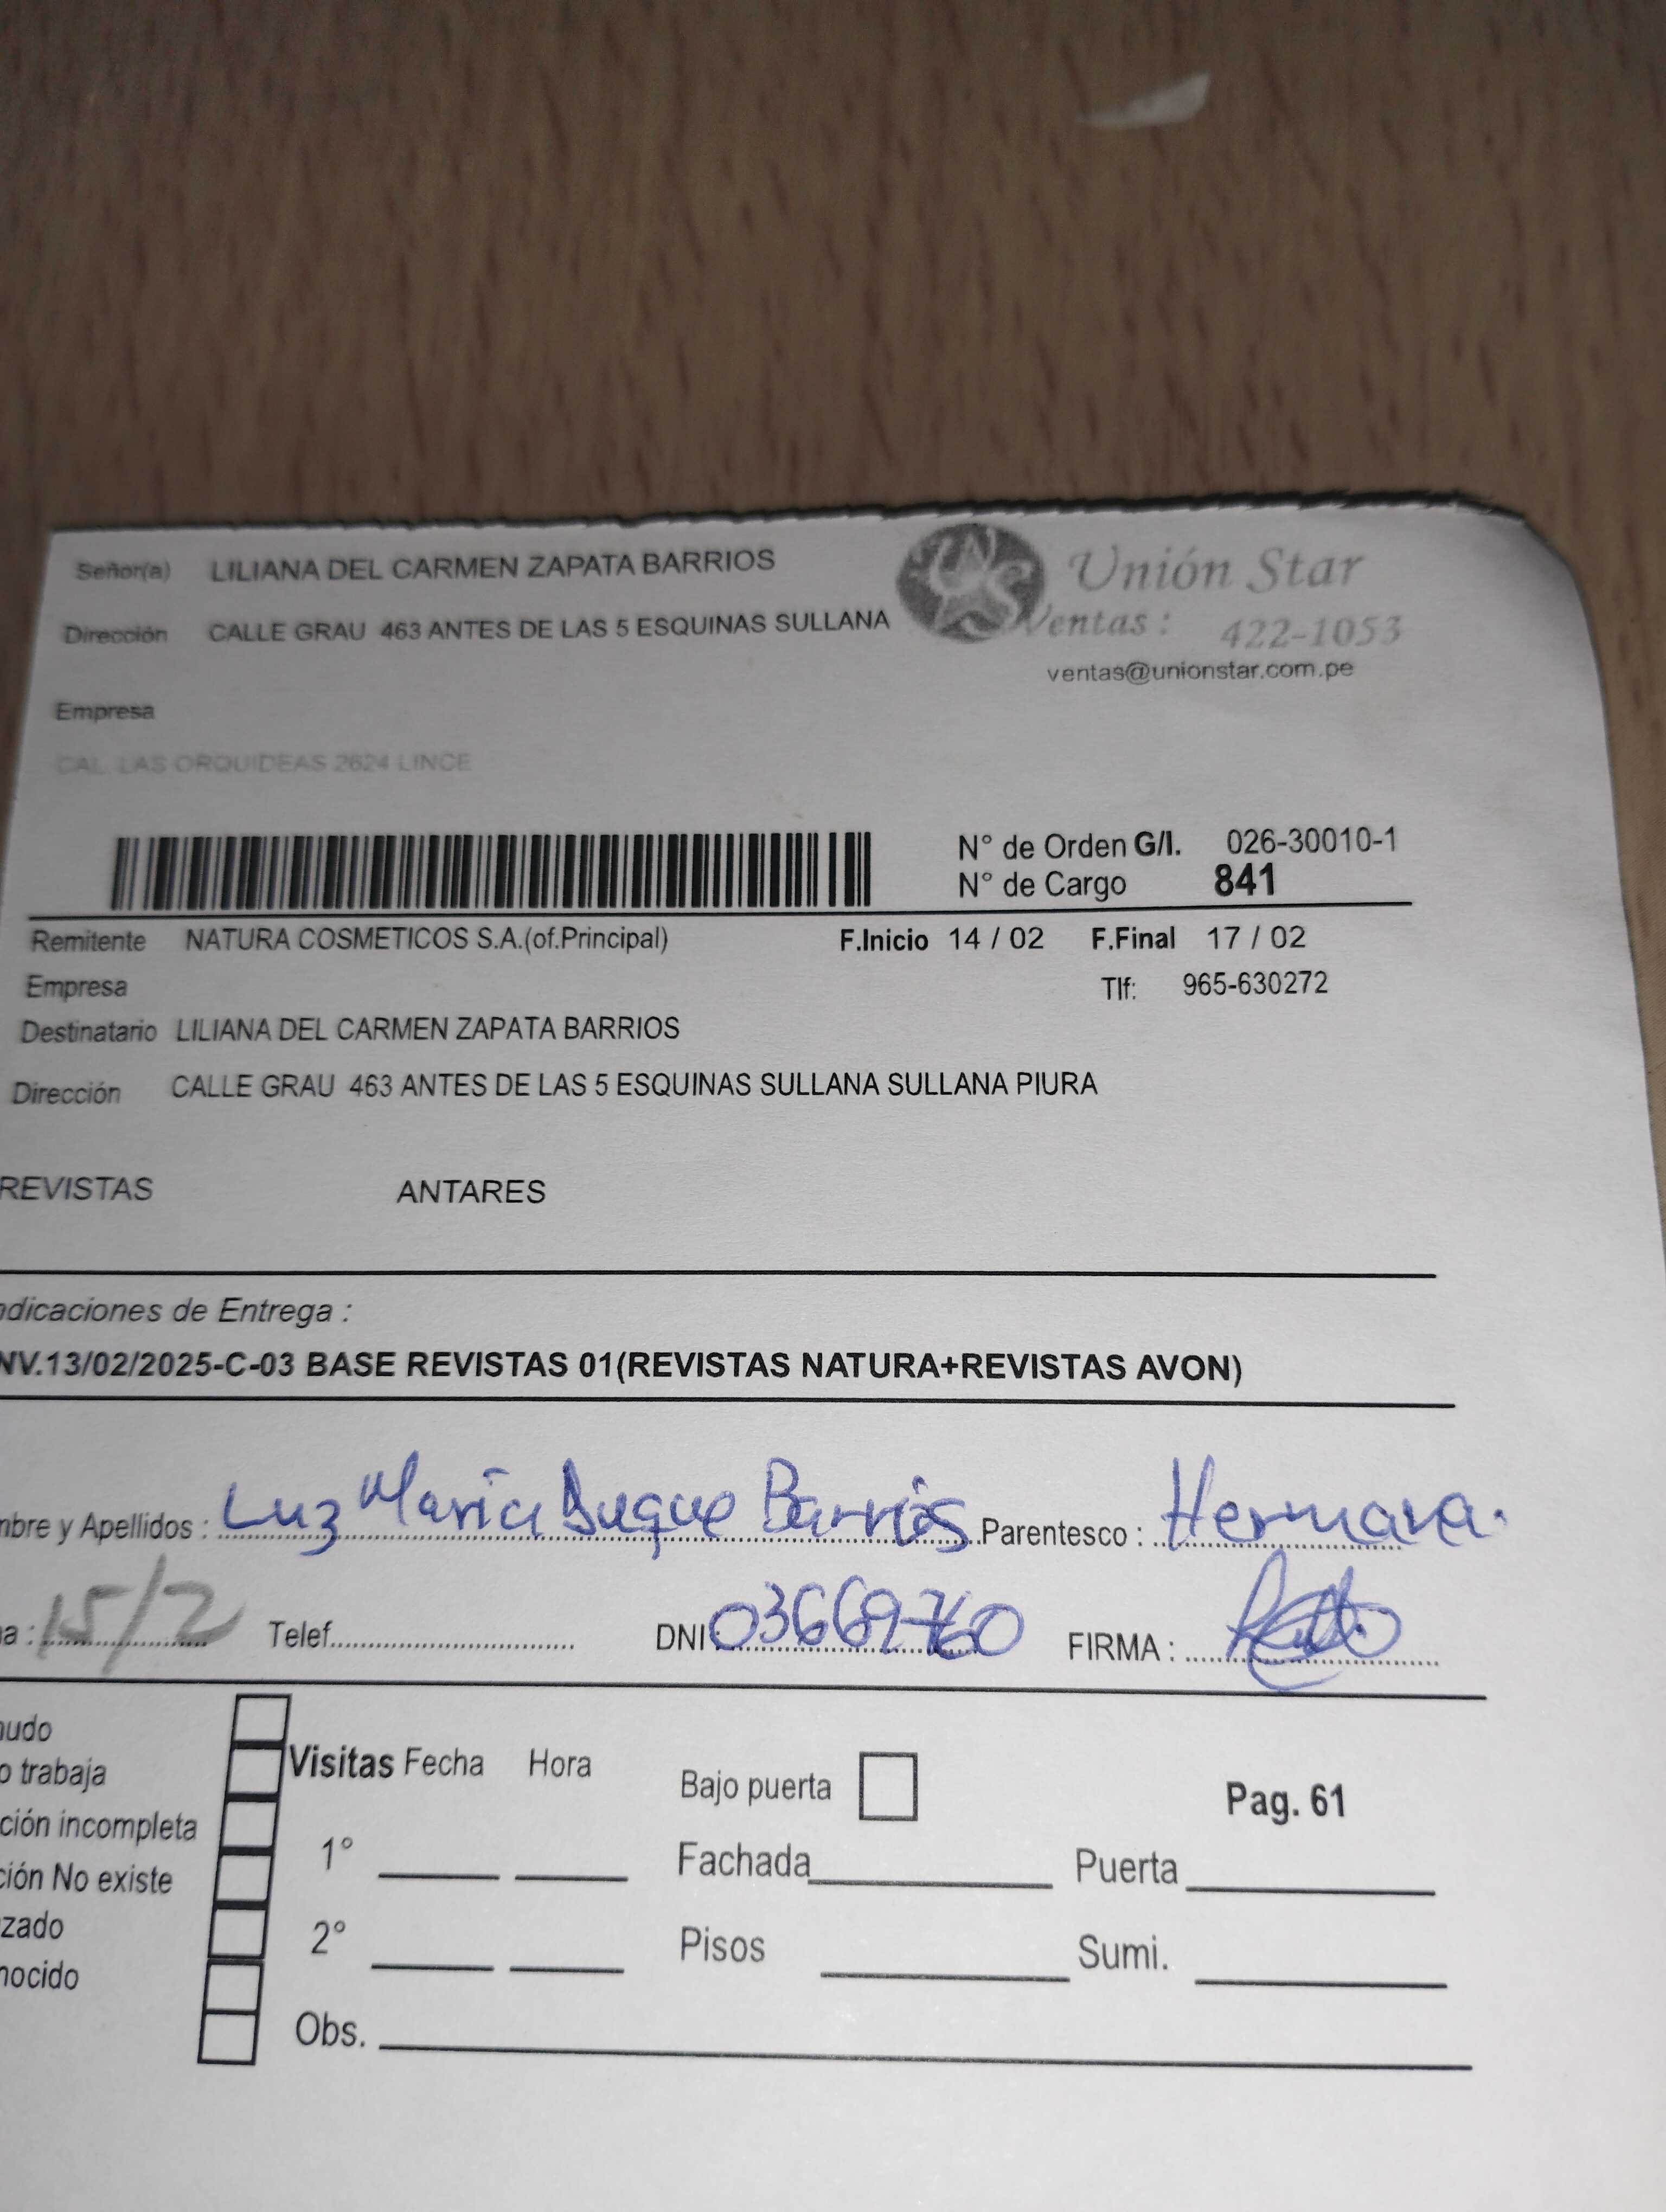 Señor(a) LILIANA DEL CARMEN ZAPATA BARRIOS
Unión Star
Dirección CALLE GRAU 463 ANTES DE LAS 5 ESQUINAS SULLANA
Ventas : 422-1053
ventas@unionstar.com.pe
Empresa
CAL. LAS ORQUIDEAS 2624 LINCE
N° de Orden G/I. 026-30010-1
N° de Cargo 841
Remitente NATURA COSMETICOS S.A.(of.Principal) F.Inicio 14 / 02 F.Final 17 / 02
Empresa Tlf: 965-630272
Destinatario LILIANA DEL CARMEN ZAPATA BARRIOS
Dirección CALLE GRAU 463 ANTES DE LAS 5 ESQUINAS SULLANA SULLANA PIURA
REVISTAS ANTARES
ndicaciones de Entrega :
NV.13/02/2025-C-03 BASE REVISTAS 01(REVISTAS NATURA+REVISTAS AVON)
mbre y Apellidos : Luz Maria Duque Barrios Parentesco : Hermana.
a : 15/2 Telef. DNI 03669760 FIRMA :
nudo
o trabaja
ción incompleta
ción No existe
zado
nocido
Visitas Fecha Hora
1°
2°
Obs.
Bajo puerta Pag. 61
Fachada Puerta
Pisos Sumi.